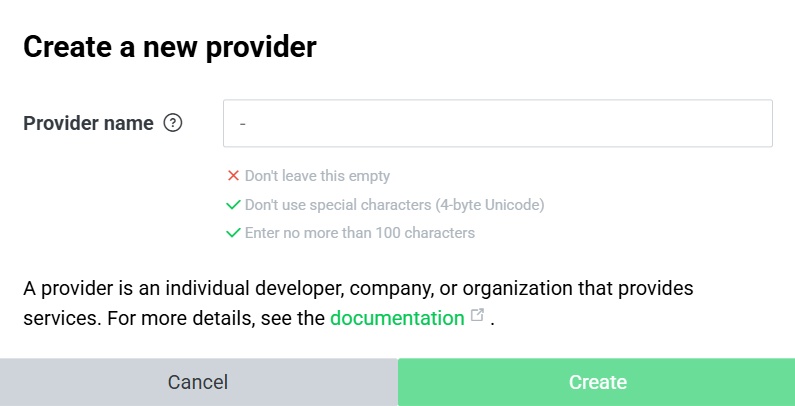 Create a new provider
Provider name ?
-
Don't leave this empty
Don't use special characters (4-byte Unicode)
Enter no more than 100 characters
A provider is an individual developer, company, or organization that provides
services. For more details, see the documentation .
Cancel
Create